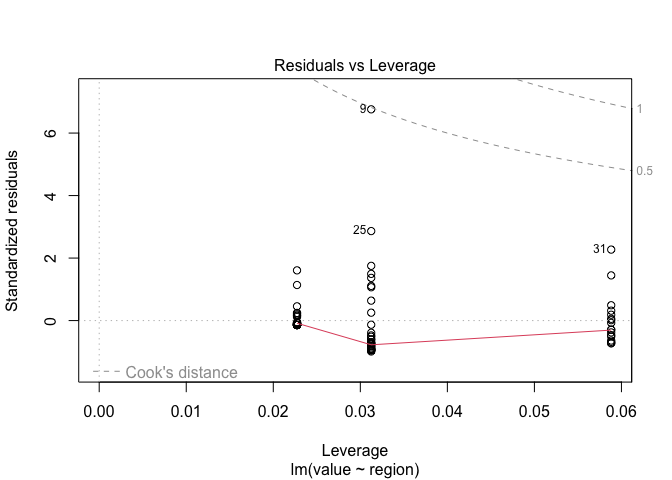 Residuals vs Leverage
Standardized residuals
6
4
2
0
9
25
31
1
0.5
Cook's distance
0.00 0.01 0.02 0.03 0.04 0.05 0.06
Leverage
lm(value ~ region)